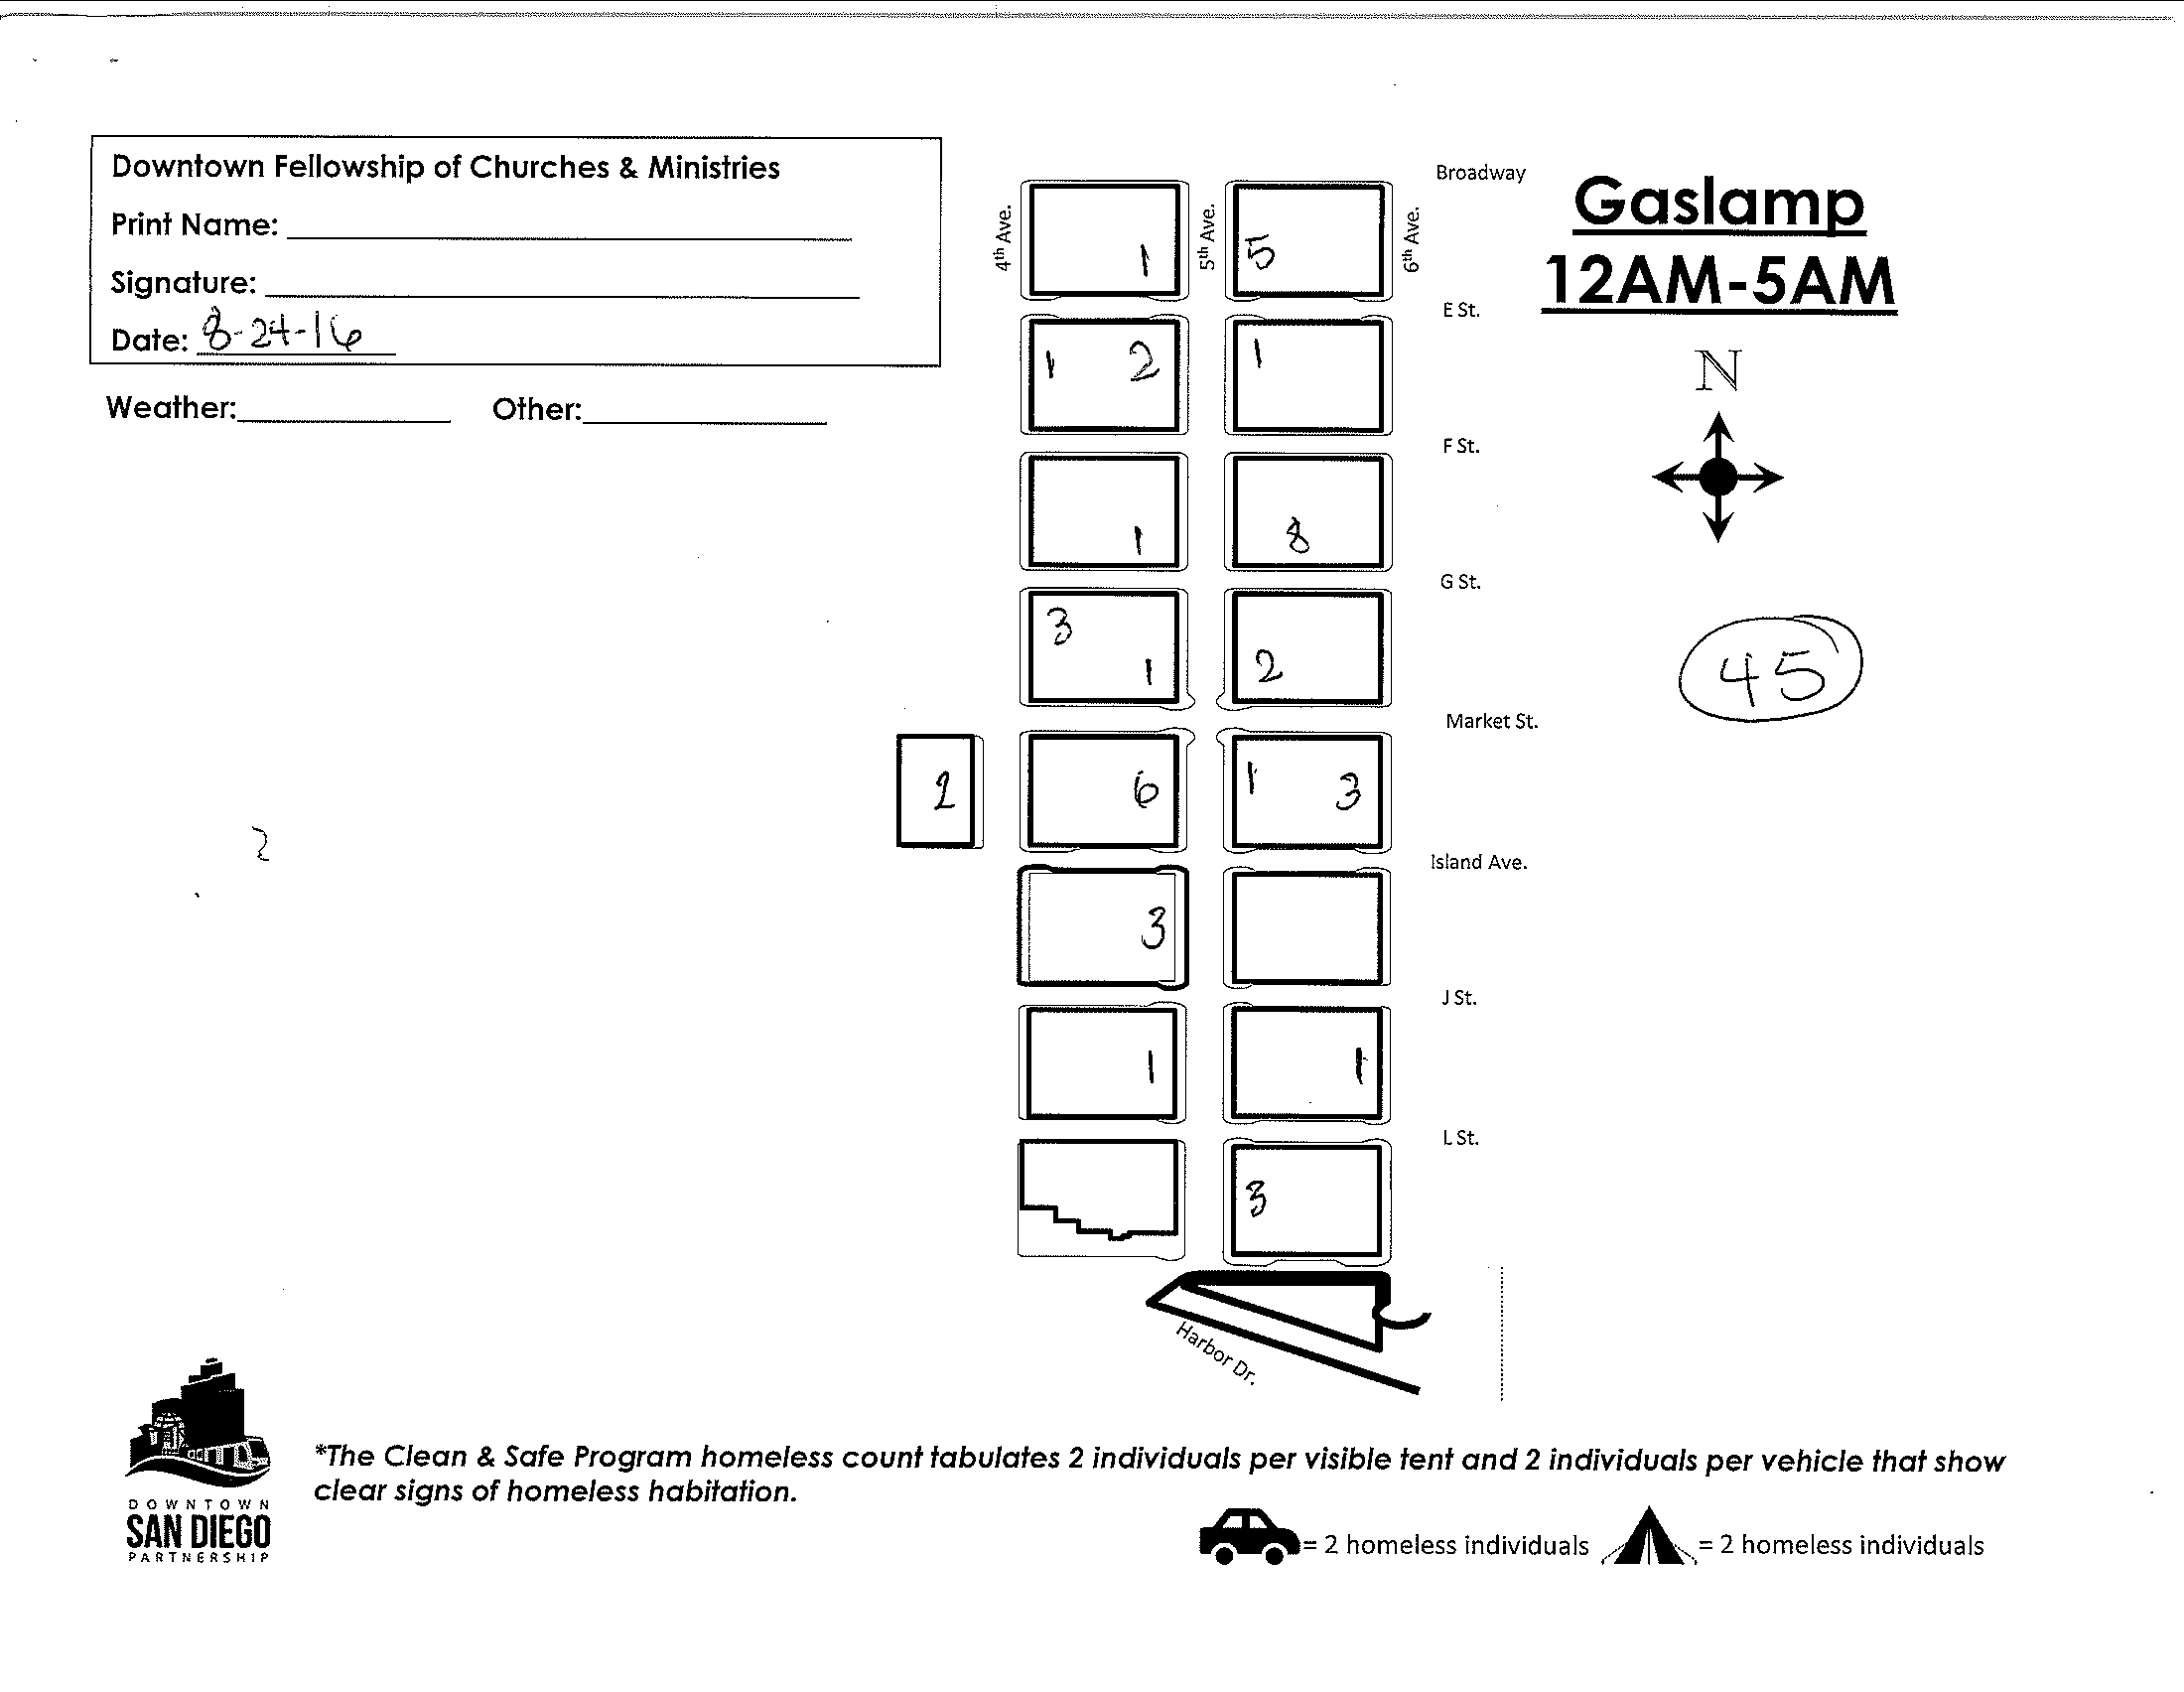 Downtown Fellowship of Churches & Ministries
Print Name:
Signature:
Date: 8-24-16
Weather: Other:
Gaslamp
12AM-5AM
N
Broadway
4th Ave.
5th Ave.
6th Ave.
1 5
E St.
1 2 1
F St.
1 8
G St.
3
1 2
45
Market St.
2 6 1 3
Island Ave.
2
3
J St.
1 1
L St.
3
Harbor Dr.
*The Clean & Safe Program homeless count tabulates 2 individuals per visible tent and 2 individuals per vehicle that show
clear signs of homeless habitation.
DOWNTOWN
SAN DIEGO
PARTNERSHIP
= 2 homeless individuals = 2 homeless individuals